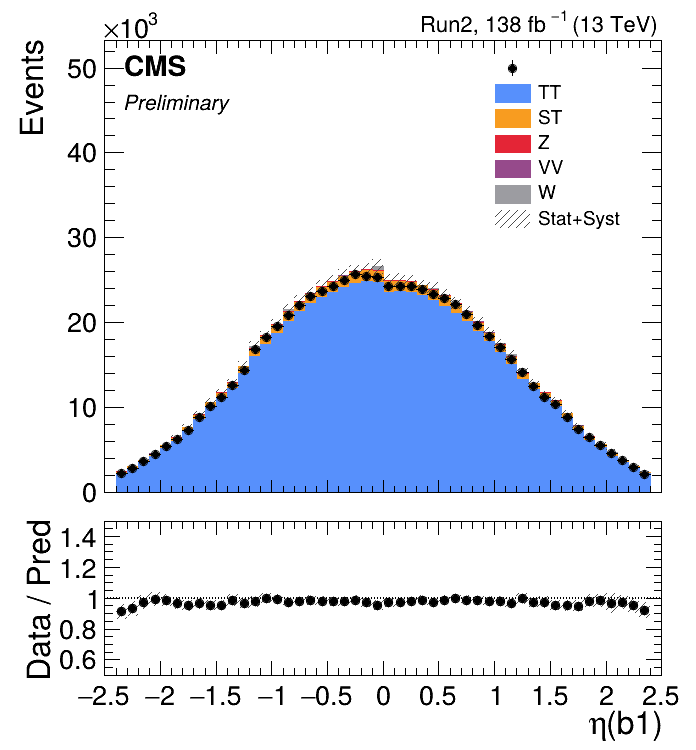 ×10³
Run2, 138 fb⁻¹ (13 TeV)
CMS
Preliminary
Events
50
40
30
20
10
0
TT
ST
Z
VV
W
Stat+Syst
Data / Pred
1.4
1.2
1
0.8
0.6
−2.5 −2 −1.5 −1 −0.5 0 0.5 1 1.5 2 2.5
η(b1)